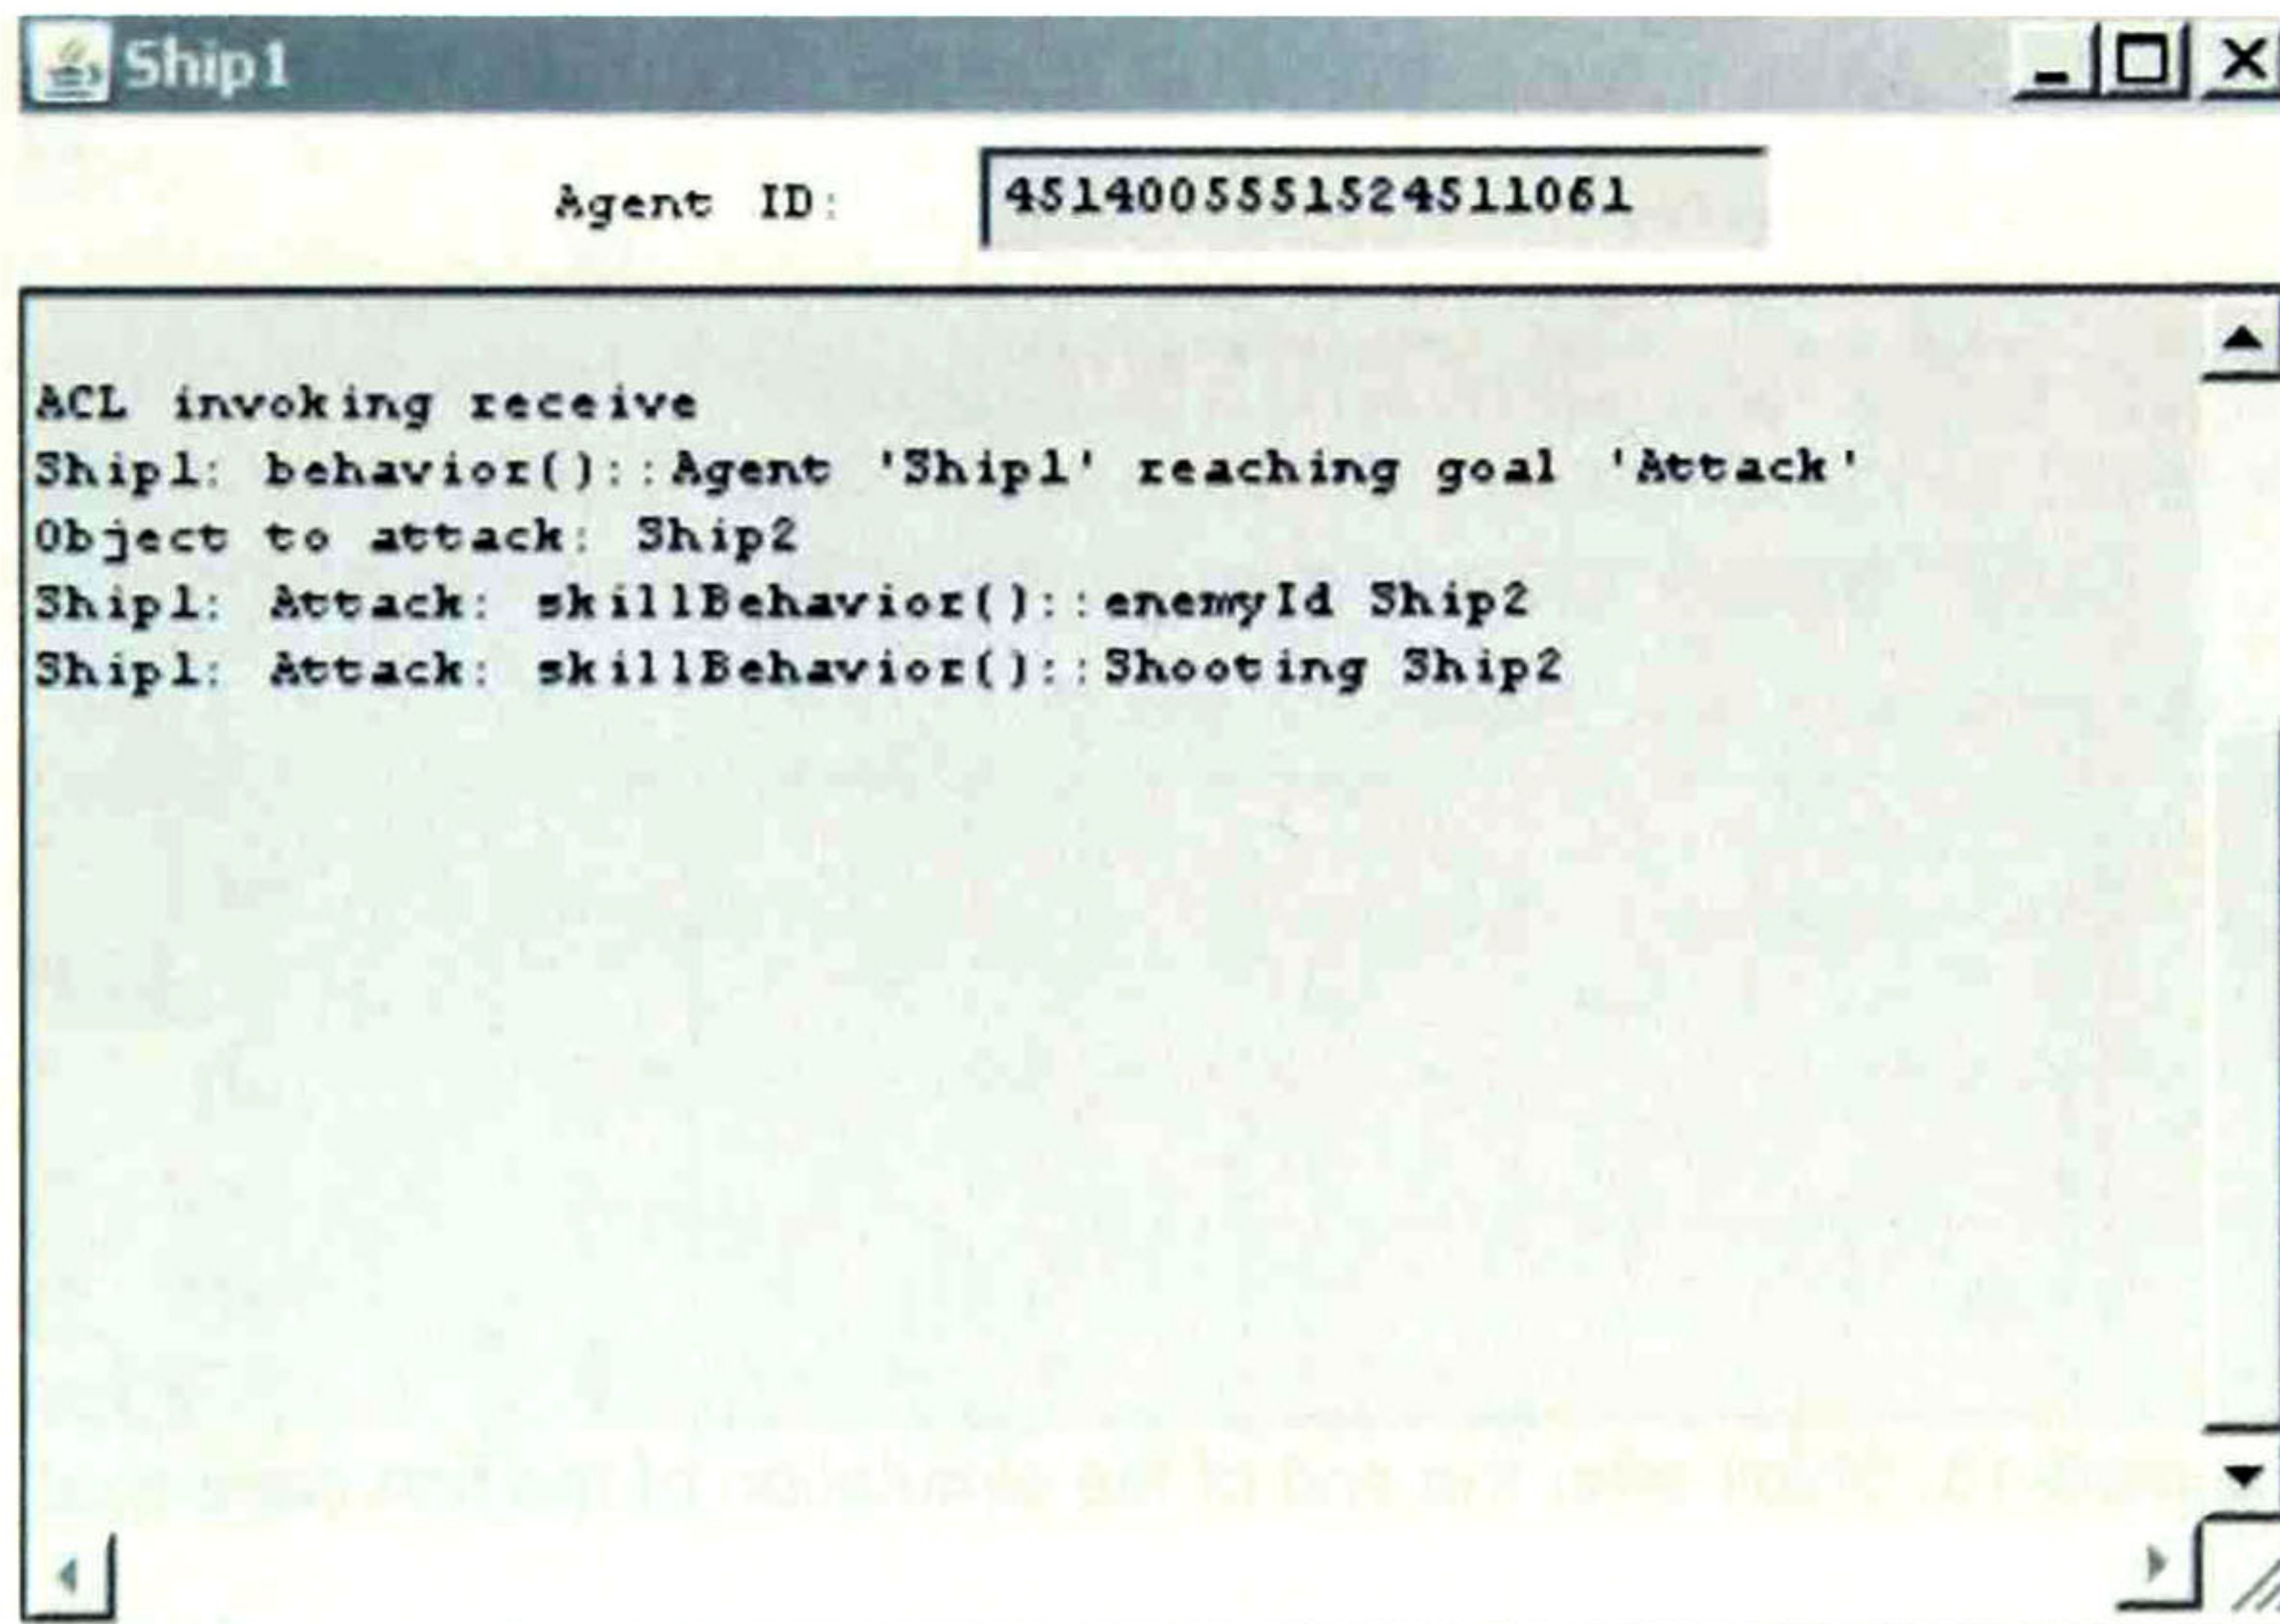 Ship1
Agent ID: 4514005551524511061
ACL invoking receive
Ship1: behavior()::Agent 'Ship1' reaching goal 'Attack'
Object to attack: Ship2
Ship1: Attack: skillBehavior()::enemyId Ship2
Ship1: Attack: skillBehavior()::Shooting Ship2